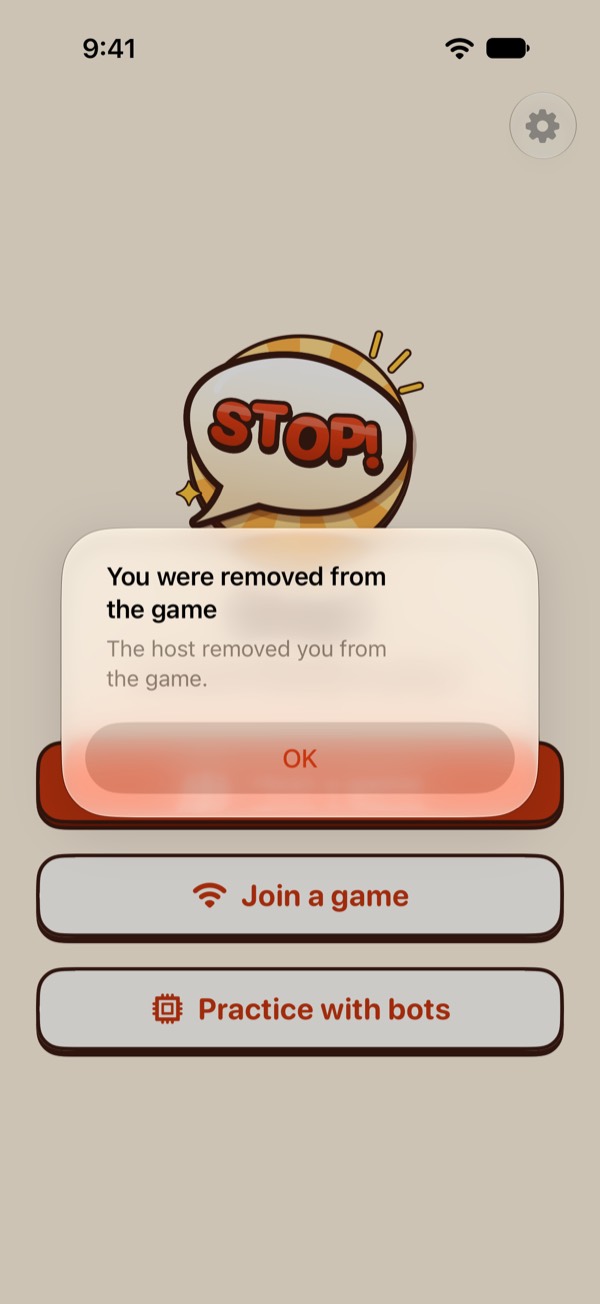 9:41
STOP!
You were removed from
the game
The host removed you from
the game.
OK
Join a game
Practice with bots